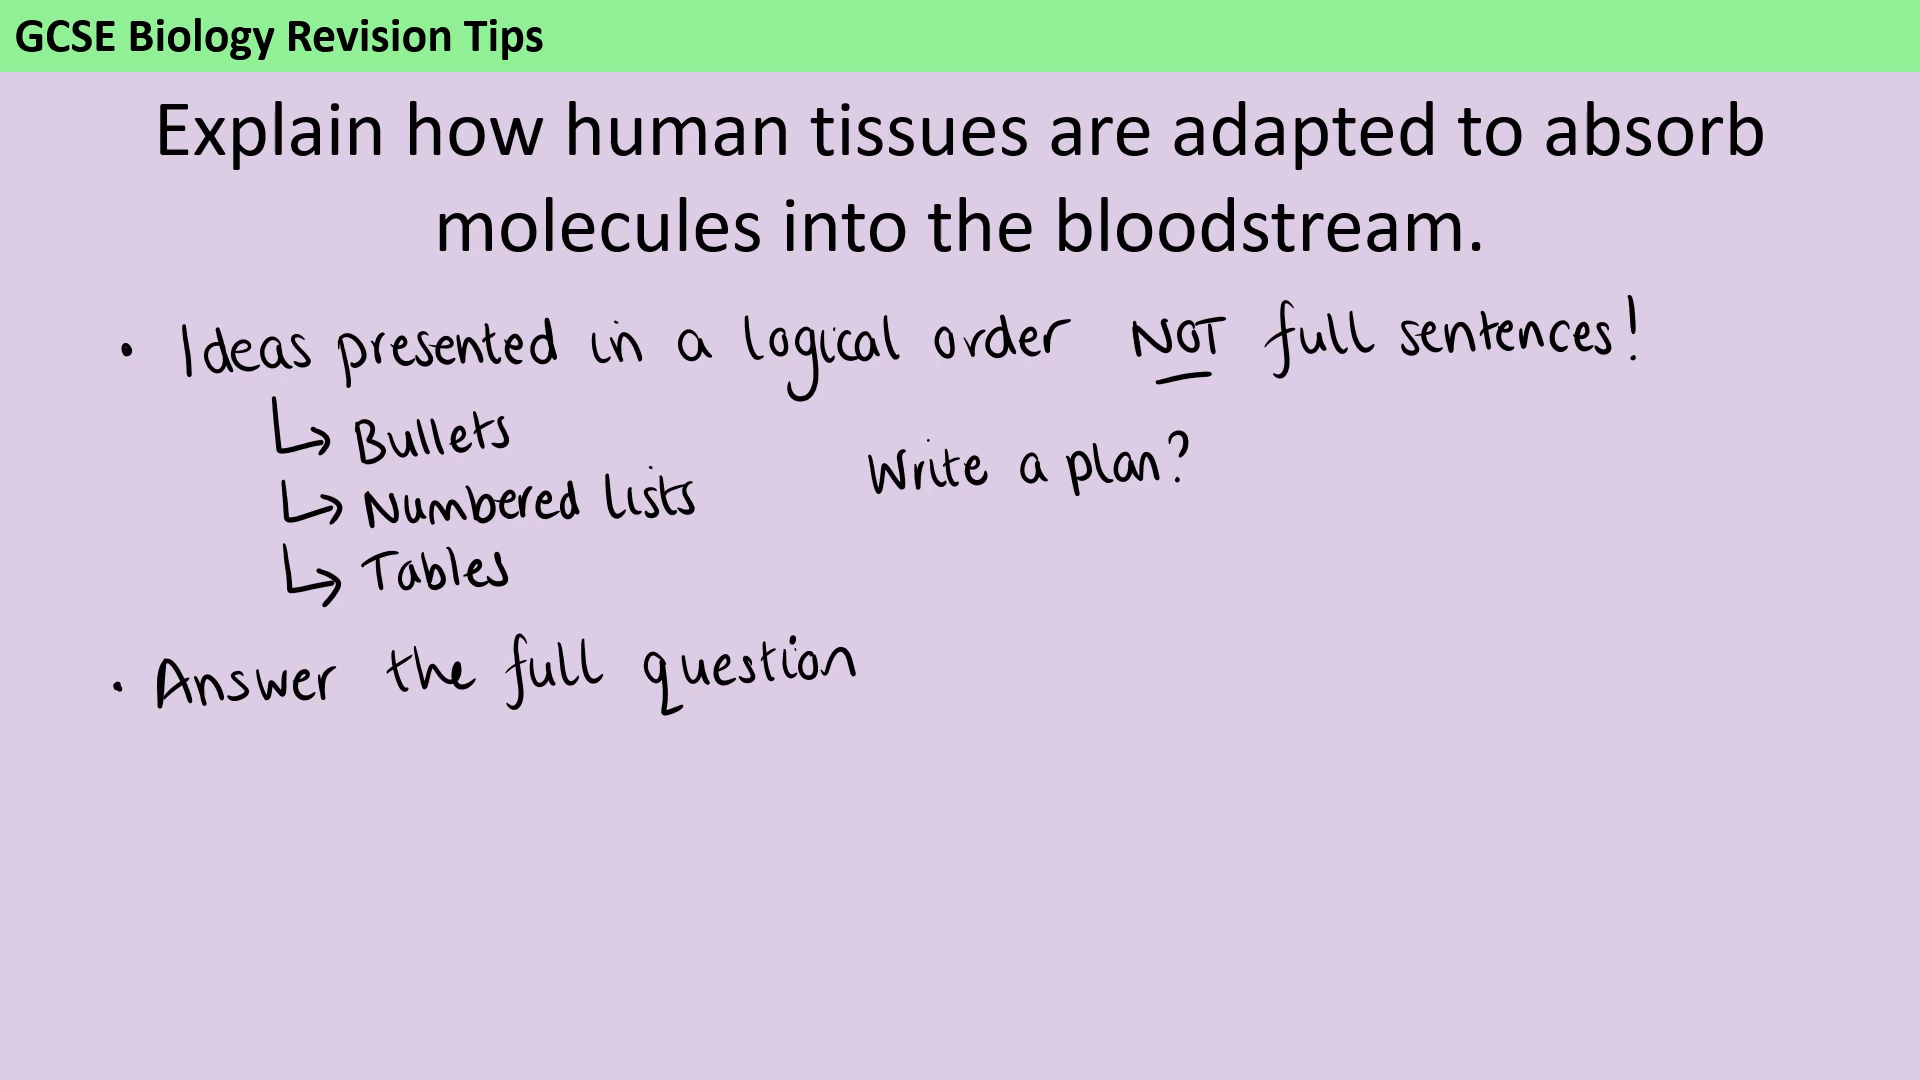 GCSE Biology Revision Tips
Explain how human tissues are adapted to absorb
molecules into the bloodstream.
• Ideas presented in a logical order NOT full sentences!
↳ Bullets
Write a plan?
↳ Numbered lists
↳ Tables
• Answer the full question